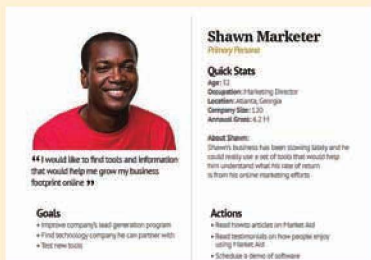 Shawn Marketer
Primary Persona
Quick Stats
Age: 32
Occupation: Marketing Director
Location: Atlanta, Georgia
Company Size: 120
Annual Gross: 4.2 M
About Shawn:
Shawn's business has been slowing lately and he
could really use a set of tools that would help
him understand what his rate of return
is from his online marketing efforts
“I would like to find tools and information
that would help me grow my business
footprint online”
Goals
• Improve company's lead generation program
• Find technology company he can partner with
• Test new tools
Actions
• Read howto articles on Market Aid
• Read testimonials on how people enjoy
using Market Aid
• Schedule a demo of software